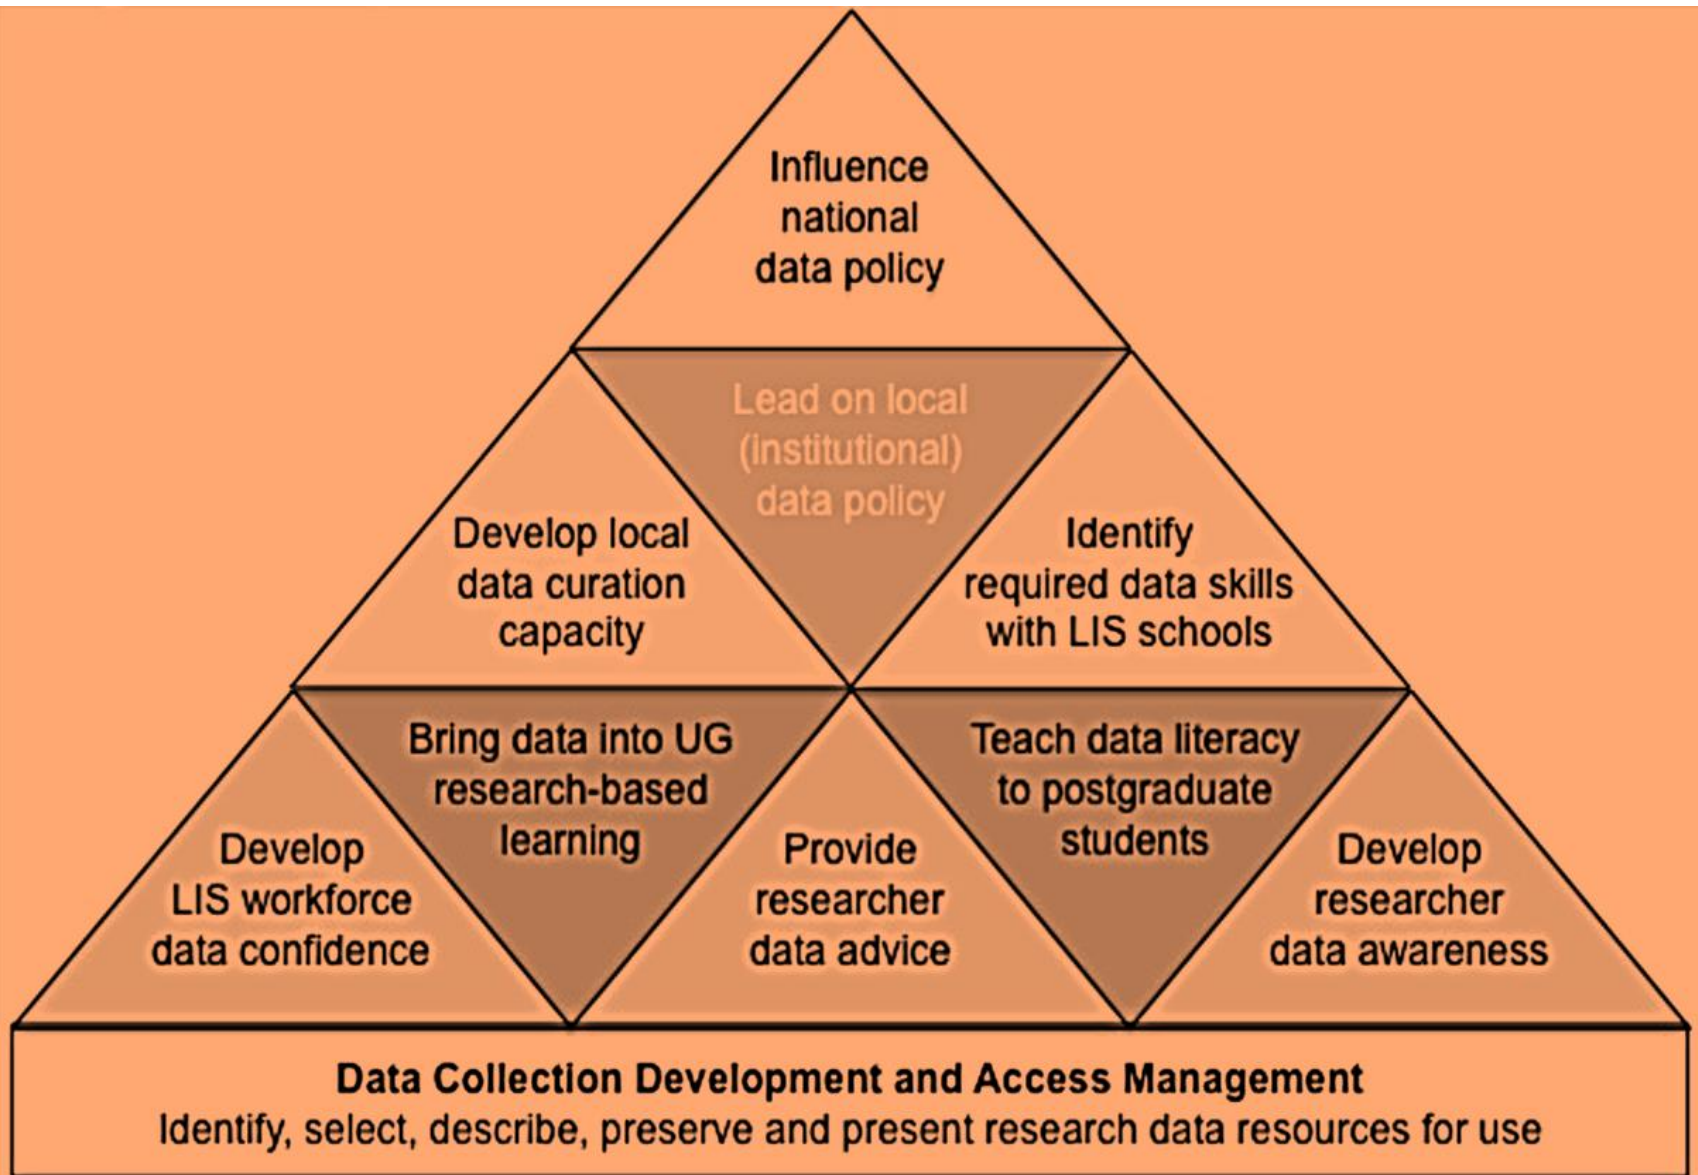 Influence
national
data policy
Lead on local
(institutional)
data policy
Develop local
data curation
capacity
Identify
required data skills
with LIS schools
Bring data into UG
research-based
learning
Teach data literacy
to postgraduate
students
Develop
LIS workforce
data confidence
Provide
researcher
data advice
Develop
researcher
data awareness
Data Collection Development and Access Management
Identify, select, describe, preserve and present research data resources for use